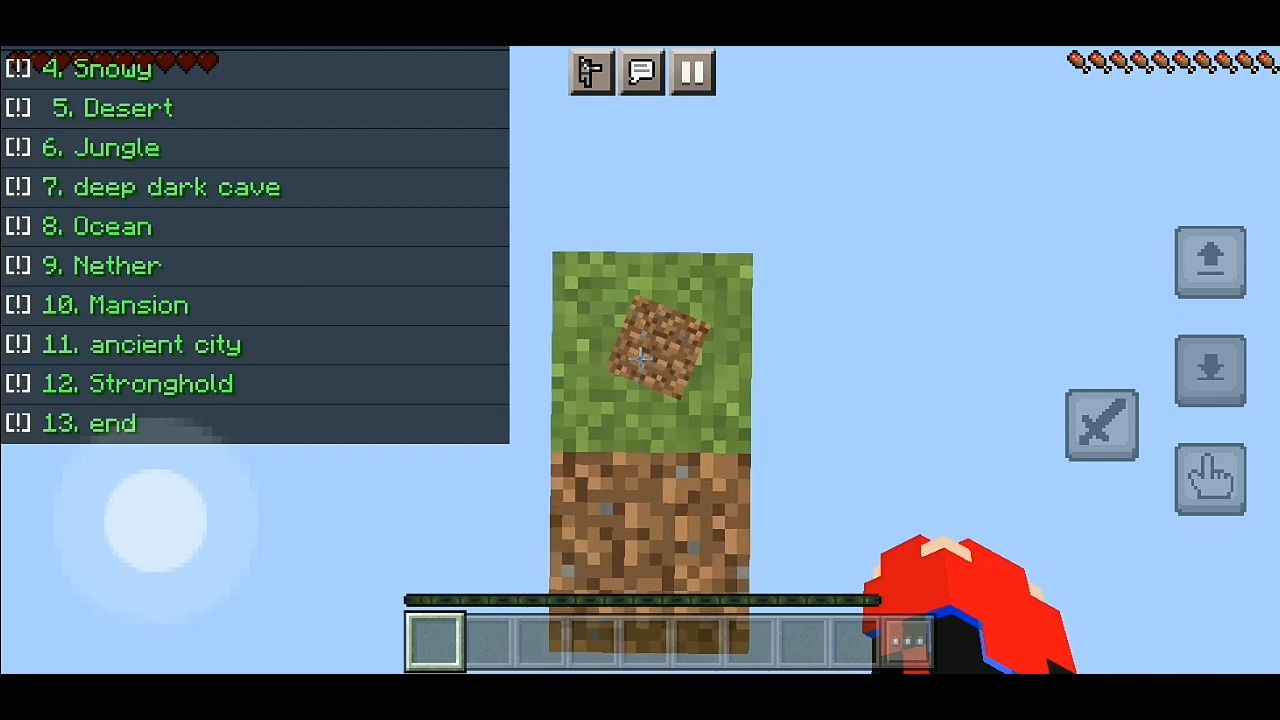 [!] 4. Snowy
[!] 5. Desert
[!] 6. Jungle
[!] 7. deep dark cave
[!] 8. Ocean
[!] 9. Nether
[!] 10. Mansion
[!] 11. ancient city
[!] 12. Stronghold
[!] 13. end